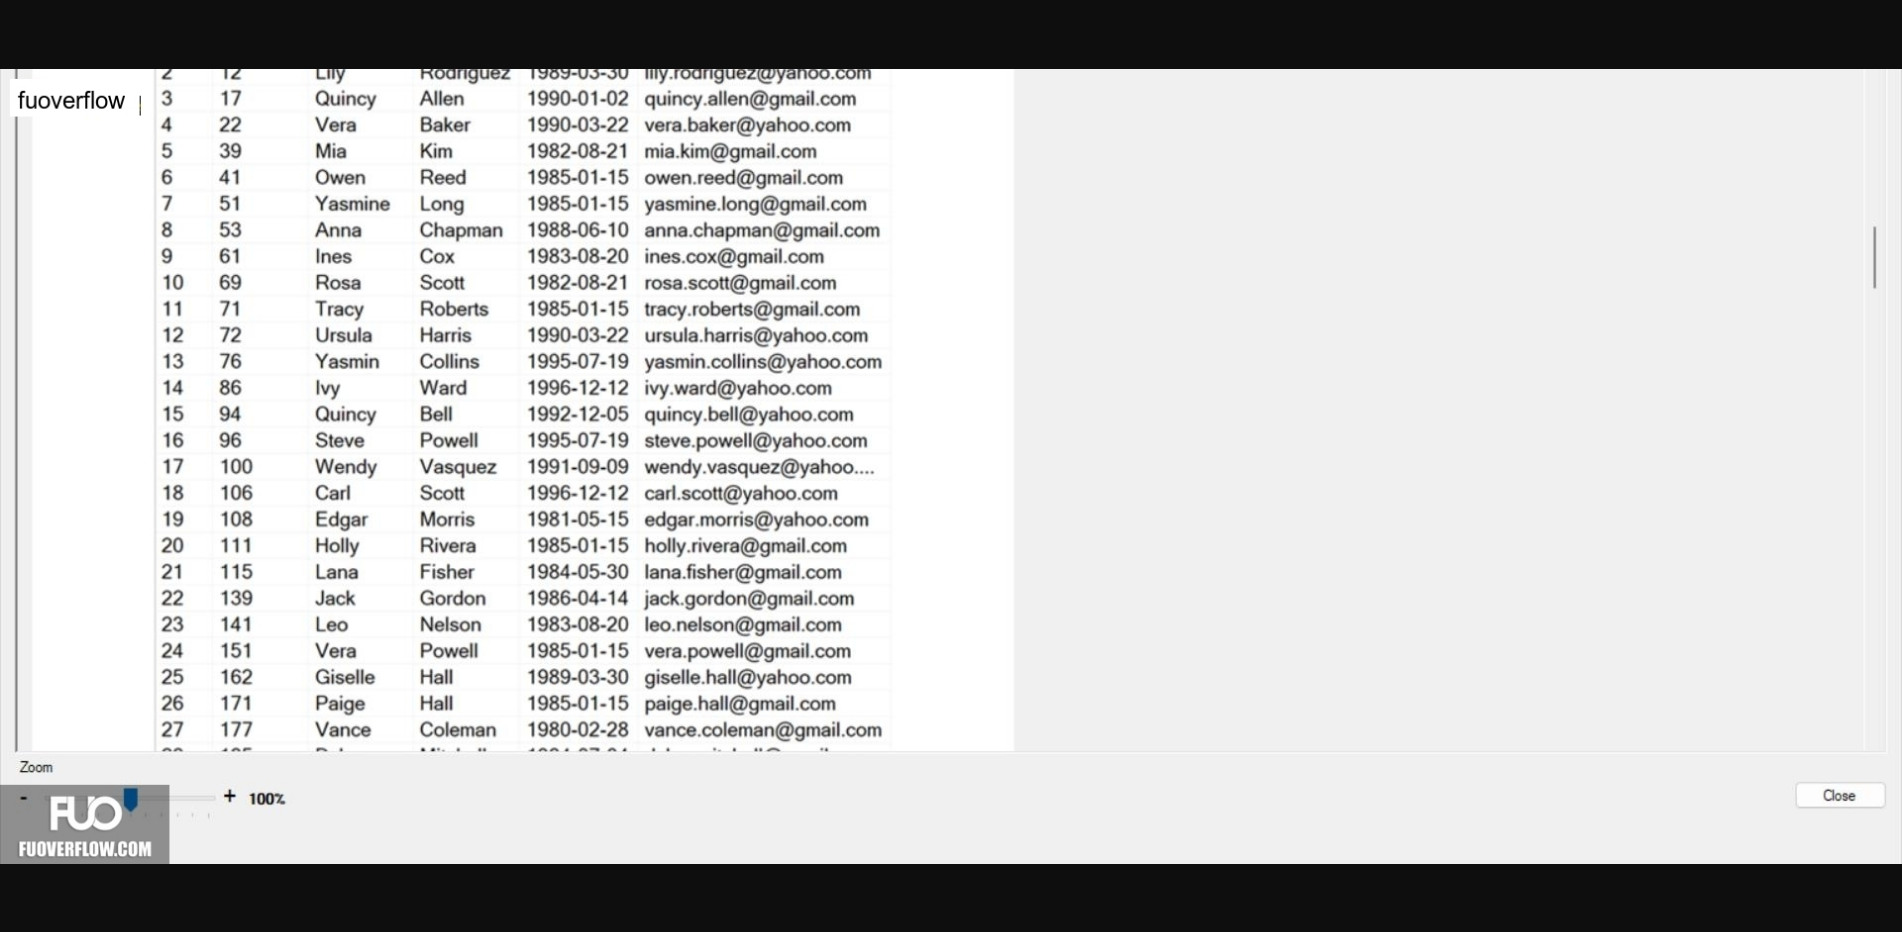 2 12 Lily Rodriguez 1989-03-30 lily.rodriguez@yahoo.com
fuoverflow
3 17 Quincy Allen 1990-01-02 quincy.allen@gmail.com
4 22 Vera Baker 1990-03-22 vera.baker@yahoo.com
5 39 Mia Kim 1982-08-21 mia.kim@gmail.com
6 41 Owen Reed 1985-01-15 owen.reed@gmail.com
7 51 Yasmine Long 1985-01-15 yasmine.long@gmail.com
8 53 Anna Chapman 1988-06-10 anna.chapman@gmail.com
9 61 Ines Cox 1983-08-20 ines.cox@gmail.com
10 69 Rosa Scott 1982-08-21 rosa.scott@gmail.com
11 71 Tracy Roberts 1985-01-15 tracy.roberts@gmail.com
12 72 Ursula Harris 1990-03-22 ursula.harris@yahoo.com
13 76 Yasmin Collins 1995-07-19 yasmin.collins@yahoo.com
14 86 Ivy Ward 1996-12-12 ivy.ward@yahoo.com
15 94 Quincy Bell 1992-12-05 quincy.bell@yahoo.com
16 96 Steve Powell 1995-07-19 steve.powell@yahoo.com
17 100 Wendy Vasquez 1991-09-09 wendy.vasquez@yahoo....
18 106 Carl Scott 1996-12-12 carl.scott@yahoo.com
19 108 Edgar Morris 1981-05-15 edgar.morris@yahoo.com
20 111 Holly Rivera 1985-01-15 holly.rivera@gmail.com
21 115 Lana Fisher 1984-05-30 lana.fisher@gmail.com
22 139 Jack Gordon 1986-04-14 jack.gordon@gmail.com
23 141 Leo Nelson 1983-08-20 leo.nelson@gmail.com
24 151 Vera Powell 1985-01-15 vera.powell@gmail.com
25 162 Giselle Hall 1989-03-30 giselle.hall@yahoo.com
26 171 Paige Hall 1985-01-15 paige.hall@gmail.com
27 177 Vance Coleman 1980-02-28 vance.coleman@gmail.com
Zoom
- + 100%
Close
FUO
FUOVERFLOW.COM